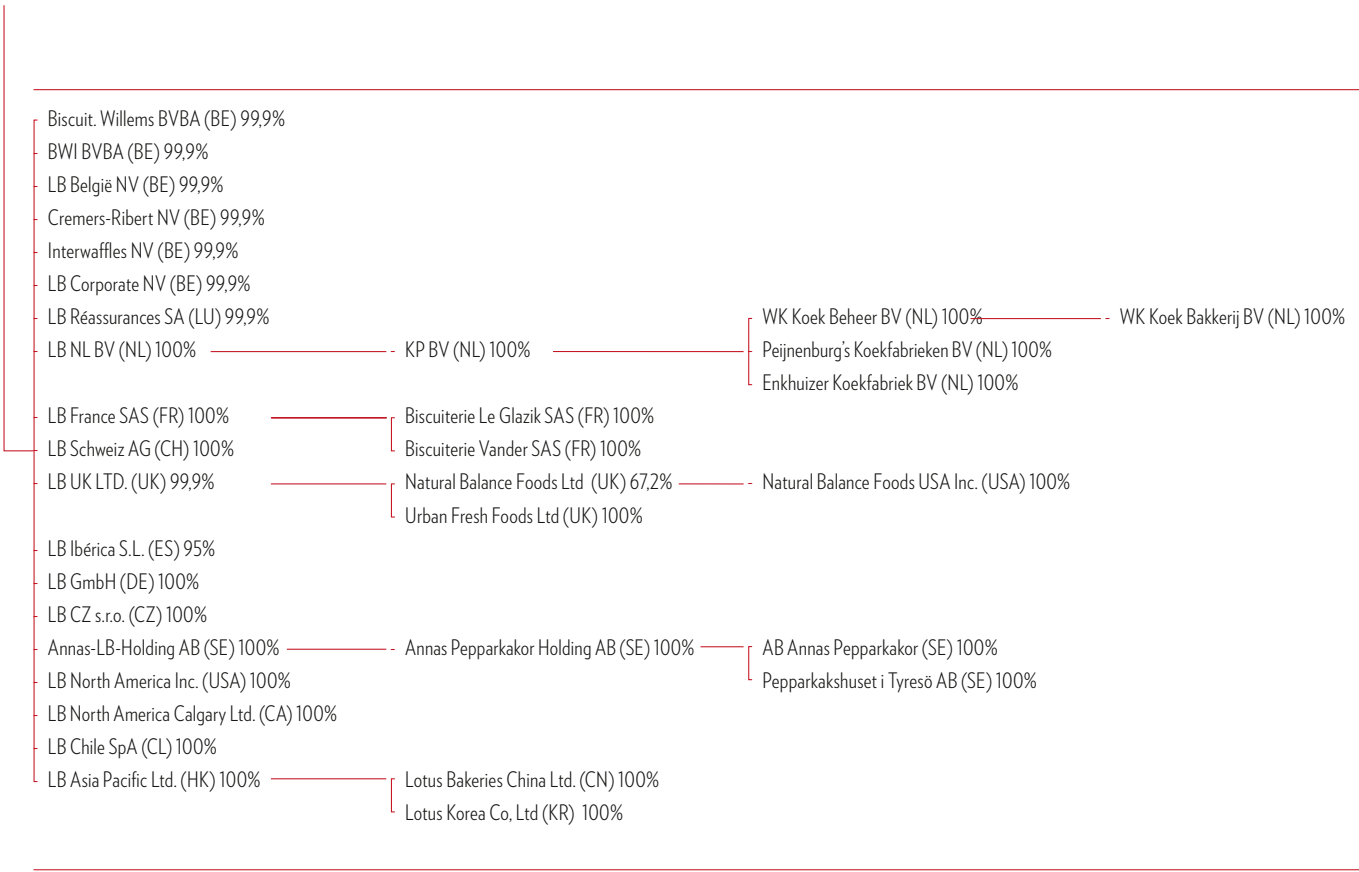 Biscuit. Willems BVBA (BE) 99,9%
BWI BVBA (BE) 99,9%
LB België NV (BE) 99,9%
Cremers-Ribert NV (BE) 99,9%
Interwaffles NV (BE) 99,9%
LB Corporate NV (BE) 99,9%
LB Réassurances SA (LU) 99,9% WK Koek Beheer BV (NL) 100% WK Koek Bakkerij BV (NL) 100%
LB NL BV (NL) 100% KP BV (NL) 100% Peijnenburg's Koekfabrieken BV (NL) 100%
Enkhuizer Koekfabriek BV (NL) 100%
LB France SAS (FR) 100% Biscuiterie Le Glazik SAS (FR) 100%
LB Schweiz AG (CH) 100% Biscuiterie Vander SAS (FR) 100%
LB UK LTD. (UK) 99,9% Natural Balance Foods Ltd (UK) 67,2% Natural Balance Foods USA Inc. (USA) 100%
Urban Fresh Foods Ltd (UK) 100%
LB Ibérica S.L. (ES) 95%
LB GmbH (DE) 100%
LB CZ s.r.o. (CZ) 100%
Annas-LB-Holding AB (SE) 100% Annas Pepparkakor Holding AB (SE) 100% AB Annas Pepparkakor (SE) 100%
LB North America Inc. (USA) 100% Pepparkakshuset i Tyresö AB (SE) 100%
LB North America Calgary Ltd. (CA) 100%
LB Chile SpA (CL) 100%
LB Asia Pacific Ltd. (HK) 100% Lotus Bakeries China Ltd. (CN) 100%
Lotus Korea Co, Ltd (KR) 100%